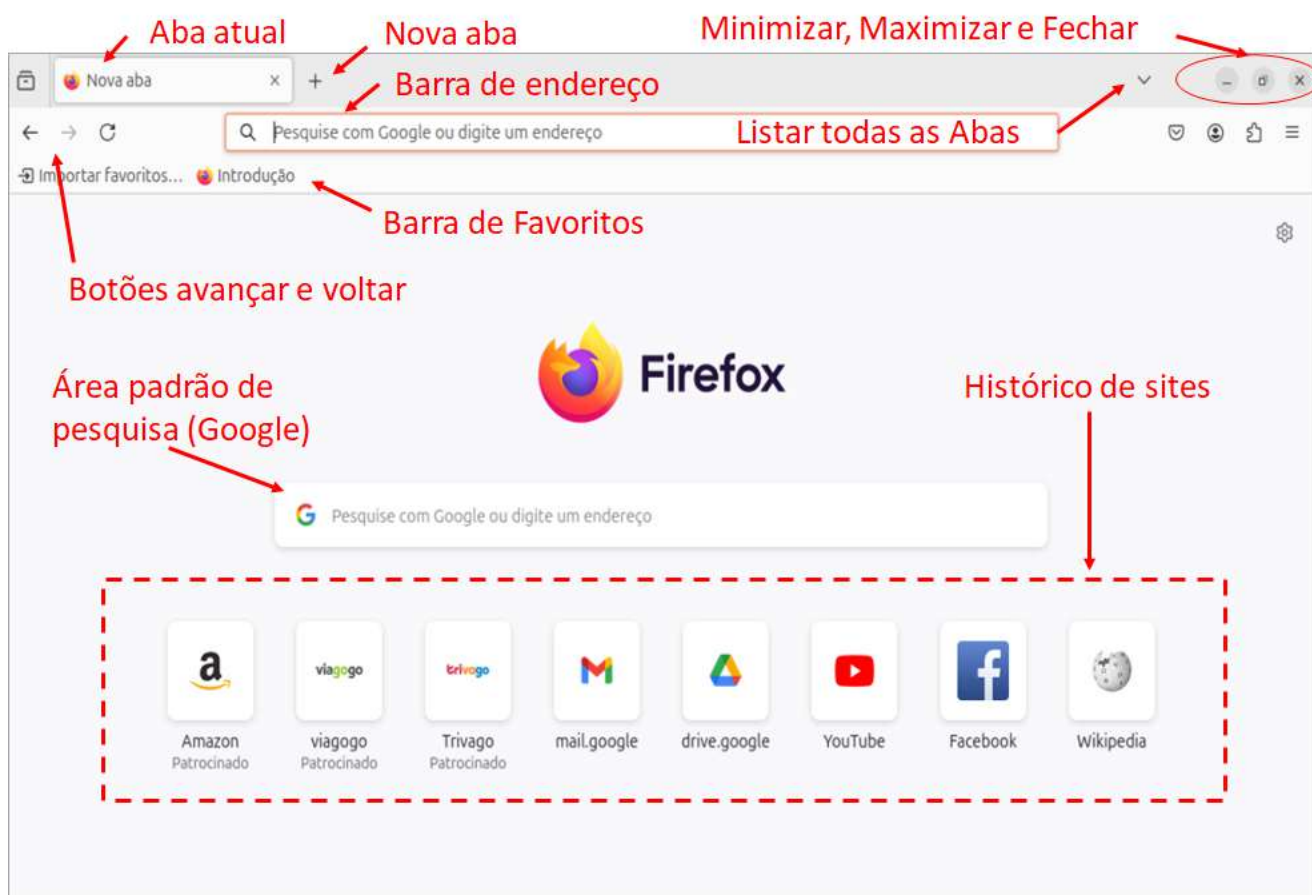 Aba atual
Nova aba
Minimizar, Maximizar e Fechar
Nova aba
Barra de endereço
Pesquise com Google ou digite um endereço
Listar todas as Abas
Importar favoritos...
Introdução
Barra de Favoritos
Botões avançar e voltar
Firefox
Área padrão de
pesquisa (Google)
Histórico de sites
Pesquise com Google ou digite um endereço
a
viagogo
trivago
Amazon
Patrocinado
viagogo
Patrocinado
Trivago
Patrocinado
mail.google
drive.google
YouTube
Facebook
Wikipedia